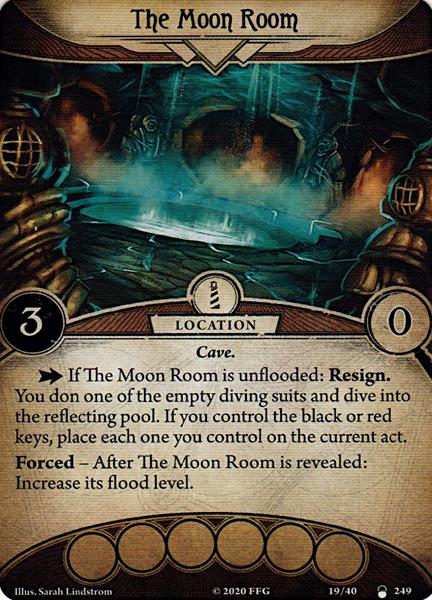 The Moon Room
3
LOCATION
0
Cave.
If The Moon Room is unflooded: Resign.
You don one of the empty diving suits and dive into
the reflecting pool. If you control the black or red
keys, place each one you control on the current act.
Forced – After The Moon Room is revealed:
Increase its flood level.
Illus. Sarah Lindstrom
© 2020 FFG
19/40
249